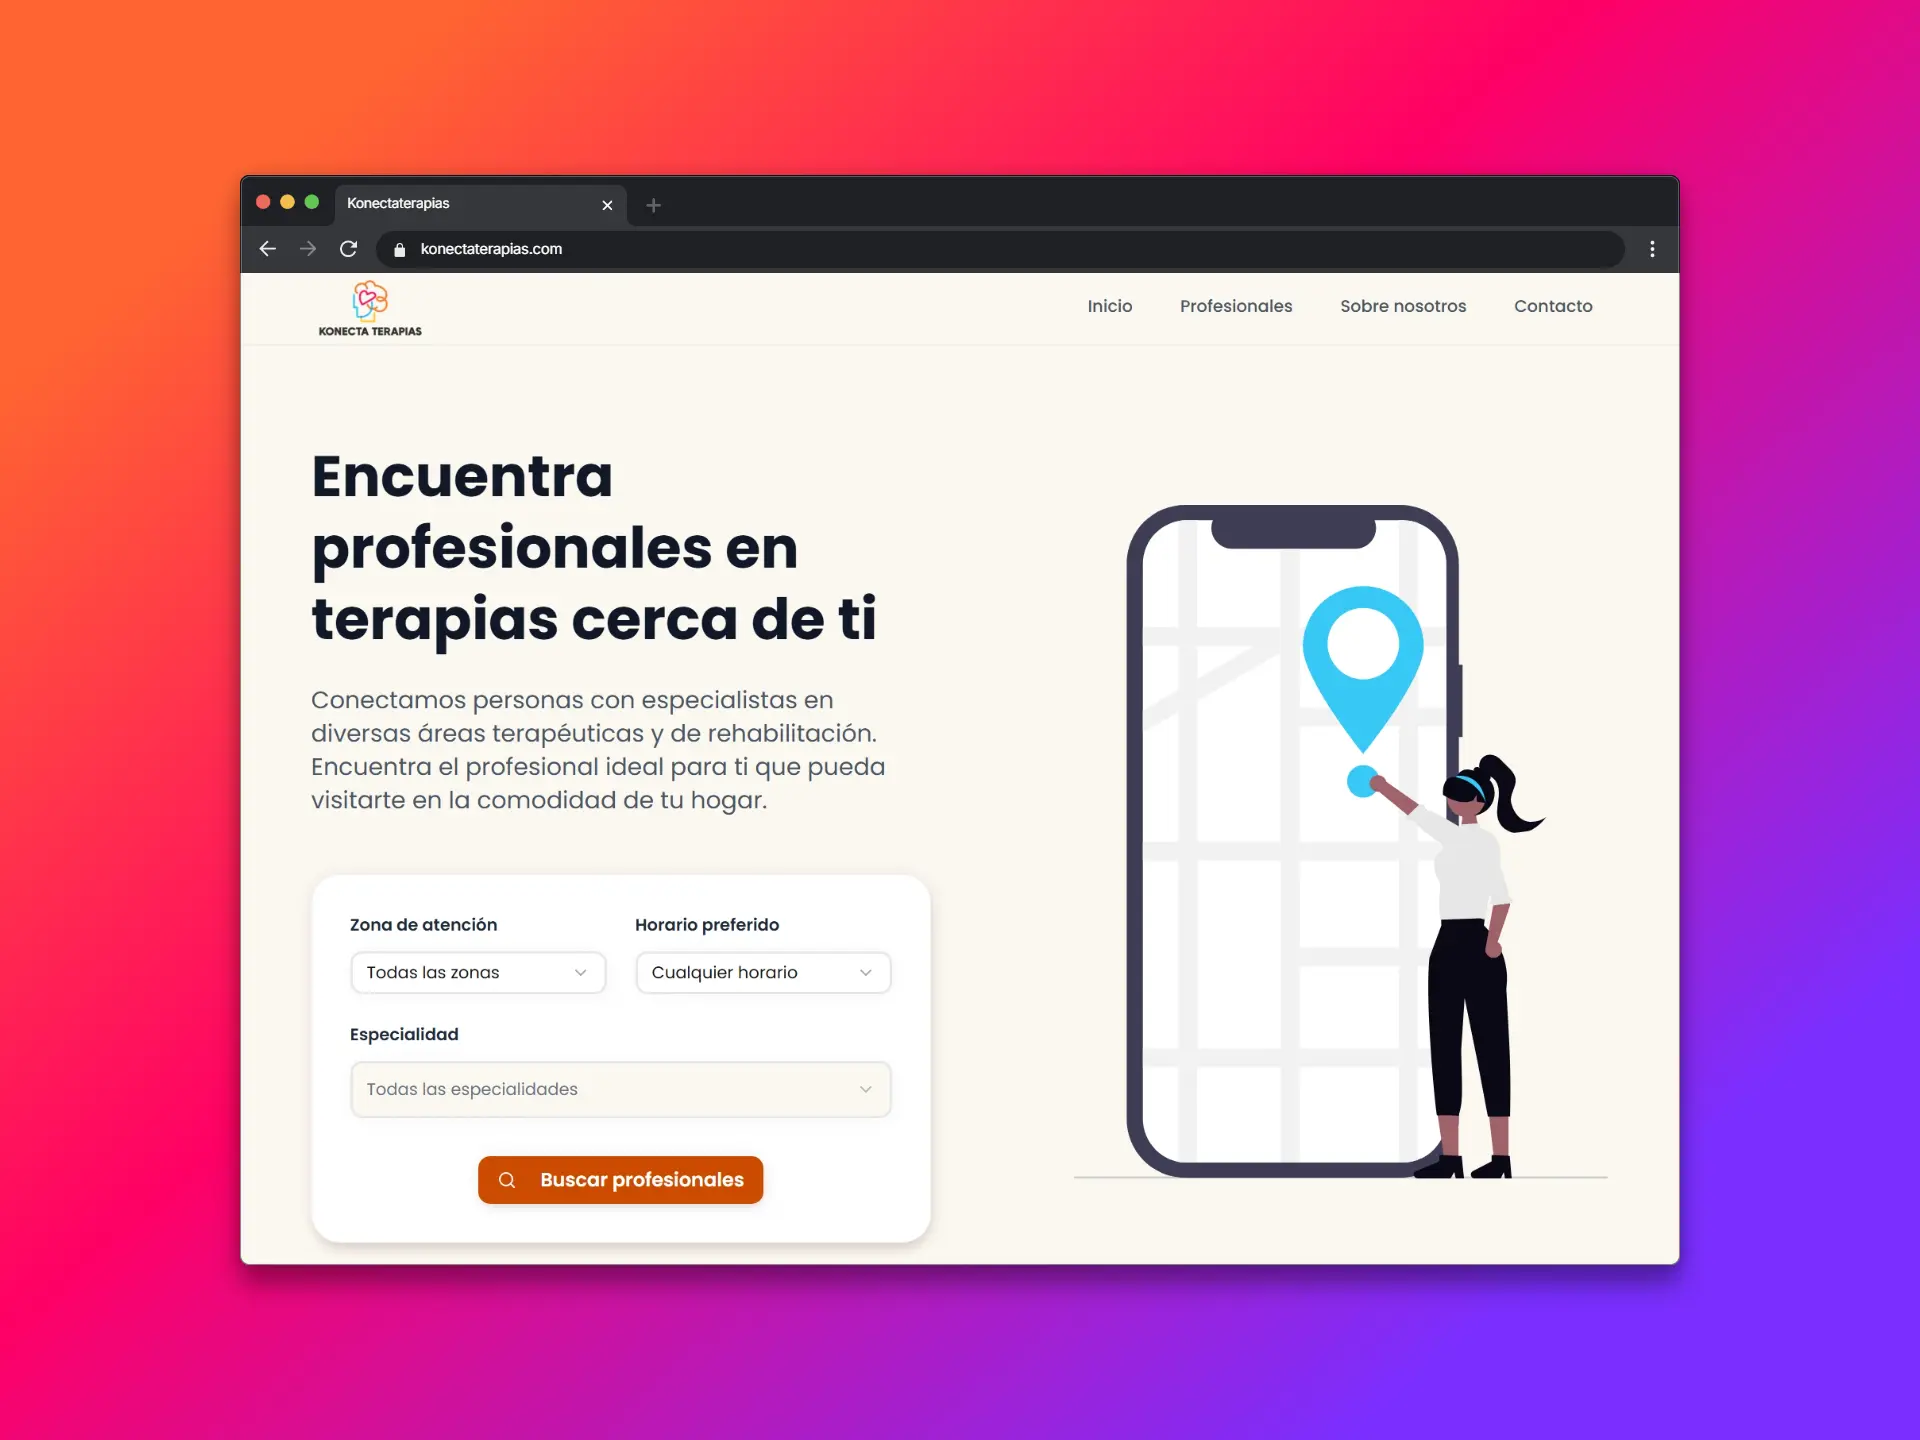 Konectaterapias
konectaterapias.com
KONECTA TERAPIAS
Inicio
Profesionales
Sobre nosotros
Contacto
Encuentra
profesionales en
terapias cerca de ti
Conectamos personas con especialistas en
diversas áreas terapéuticas y de rehabilitación.
Encuentra el profesional ideal para ti que pueda
visitarte en la comodidad de tu hogar.
Zona de atención
Horario preferido
Todas las zonas
Cualquier horario
Especialidad
Todas las especialidades
Buscar profesionales